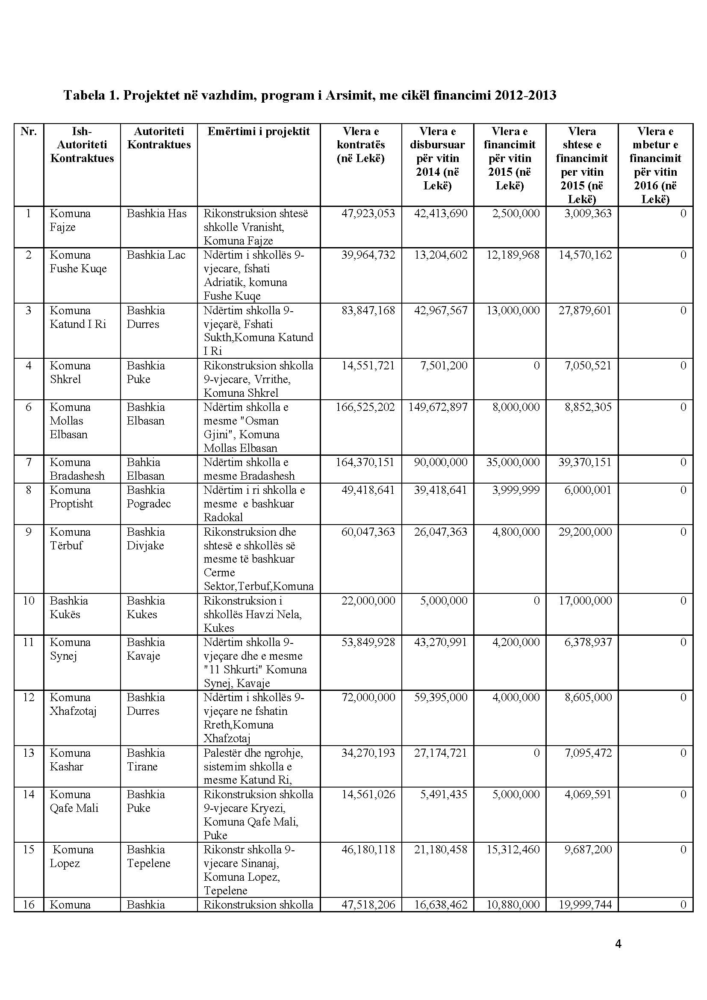 Tabela 1. Projektet në vazhdim, program i Arsimit, me cikël financimi 2012-2013
Nr.
Ish-
Autoriteti
Kontraktues
Autoriteti
Kontraktues
Emërtimi i projektit
Vlera e
kontratës
(në Lekë)
Vlera e
disbursuar
për vitin
2014 (në
Lekë)
Vlera e
financimit
për vitin
2015 (në
Lekë)
Vlera
shtese e
financimit
per vitin
2015 (në
Lekë)
Vlera e
mbetur e
financimit
për vitin
2016 (në
Lekë)
1
Komuna
Fajze
Bashkia Has
Rikonstruksion shtesë
shkolle Vranisht,
Komuna Fajze
47,923,053
42,413,690
2,500,000
3,009,363
0
2
Komuna
Fushe Kuqe
Bashkia Lac
Ndërtim i shkollës 9-
vjecare, fshati
Adriatik, komuna
Fushe Kuqe
39,964,732
13,204,602
12,189,968
14,570,162
0
3
Komuna
Katund I Ri
Bashkia
Durres
Ndërtim shkolla 9-
vjeçarë, Fshati
Sukth,Komuna Katund
I Ri
83,847,168
42,967,567
13,000,000
27,879,601
0
4
Komuna
Shkrel
Bashkia
Puke
Rikonstruksion shkolla
9-vjecare, Vrrithe,
Komuna Shkrel
14,551,721
7,501,200
0
7,050,521
0
6
Komuna
Mollas
Elbasan
Bashkia
Elbasan
Ndërtim shkolla e
mesme "Osman
Gjini", Komuna
Mollas Elbasan
166,525,202
149,672,897
8,000,000
8,852,305
0
7
Komuna
Bradashesh
Bahkia
Elbasan
Ndërtim shkolla e
mesme Bradashesh
164,370,151
90,000,000
35,000,000
39,370,151
0
8
Komuna
Proptisht
Bashkia
Pogradec
Ndërtim i ri shkolla e
mesme  e bashkuar
Radokal
49,418,641
39,418,641
3,999,999
6,000,001
0
9
Komuna
Tërbuf
Bashkia
Divjake
Rikonstruksion dhe
shtesë e shkollës së
mesme të bashkuar
Cerme
Sektor,Terbuf,Komuna
60,047,363
26,047,363
4,800,000
29,200,000
0
10
Bashkia
Kukës
Bashkia
Kukes
Rikonstruksion i
shkollës Havzi Nela,
Kukes
22,000,000
5,000,000
0
17,000,000
0
11
Komuna
Synej
Bashkia
Kavaje
Ndërtim shkolla 9-
vjeçare dhe e mesme
"11 Shkurti" Komuna
Synej, Kavaje
53,849,928
43,270,991
4,200,000
6,378,937
0
12
Komuna
Xhafzotaj
Bashkia
Durres
Ndërtim i shkollës 9-
vjeçare ne fshatin
Rreth,Komuna
Xhafzotaj
72,000,000
59,395,000
4,000,000
8,605,000
0
13
Komuna
Kashar
Bashkia
Tirane
Palestër dhe ngrohje,
sistemim shkolla e
mesme Katund Ri,
34,270,193
27,174,721
0
7,095,472
0
14
Komuna
Qafe Mali
Bashkia
Puke
Rikonstruksion shkolla
9-vjecare Kryezi,
Komuna Qafe Mali,
Puke
14,561,026
5,491,435
5,000,000
4,069,591
0
15
Komuna
Lopez
Bashkia
Tepelene
Rikonstr shkolla 9-
vjecare Sinanaj,
Komuna Lopez,
Tepelene
46,180,118
21,180,458
15,312,460
9,687,200
0
16
Komuna
Bashkia
Rikonstruksion shkolla
47,518,206
16,638,462
10,880,000
19,999,744
0
4